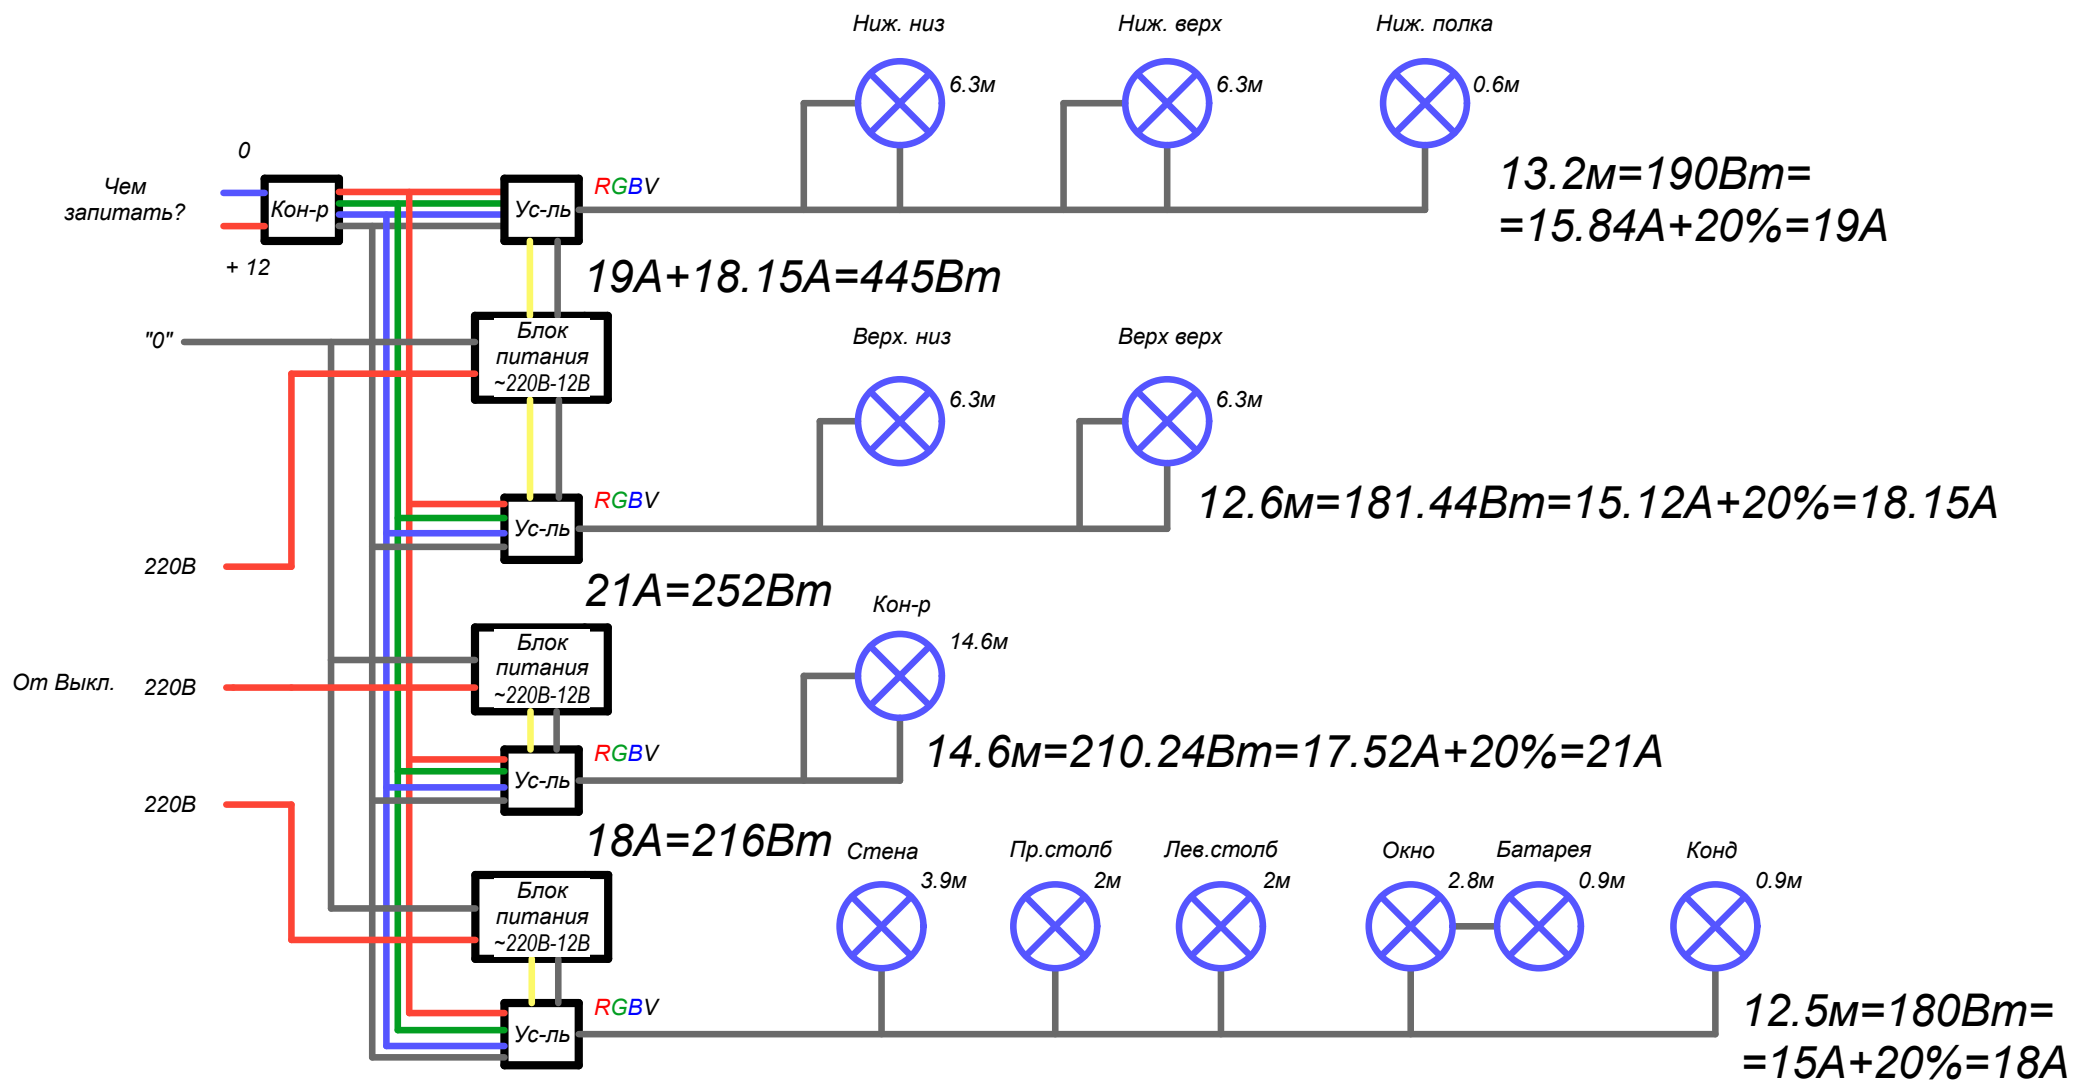 Ниж. низ
Ниж. верх
Ниж. полка
6.3м
6.3м
0.6м
0
Чем
запитать?
Кон-р
+ 12
Ус-ль
RGBV
13.2м=190Вт=
=15.84А+20%=19А
19А+18.15А=445Вт
"0"
Блок
питания
~220В-12В
Верх. низ
Верх верх
6.3м
6.3м
Ус-ль
RGBV
12.6м=181.44Вт=15.12А+20%=18.15А
220В
21А=252Вт
Кон-р
14.6м
Блок
питания
~220В-12В
От Выкл.
220В
Ус-ль
RGBV
14.6м=210.24Вт=17.52А+20%=21А
220В
18А=216Вт
Стена
Пр.столб
Лев.столб
Окно
Батарея
Конд
3.9м
2м
2м
2.8м
0.9м
0.9м
Блок
питания
~220В-12В
Ус-ль
RGBV
12.5м=180Вт=
=15А+20%=18А